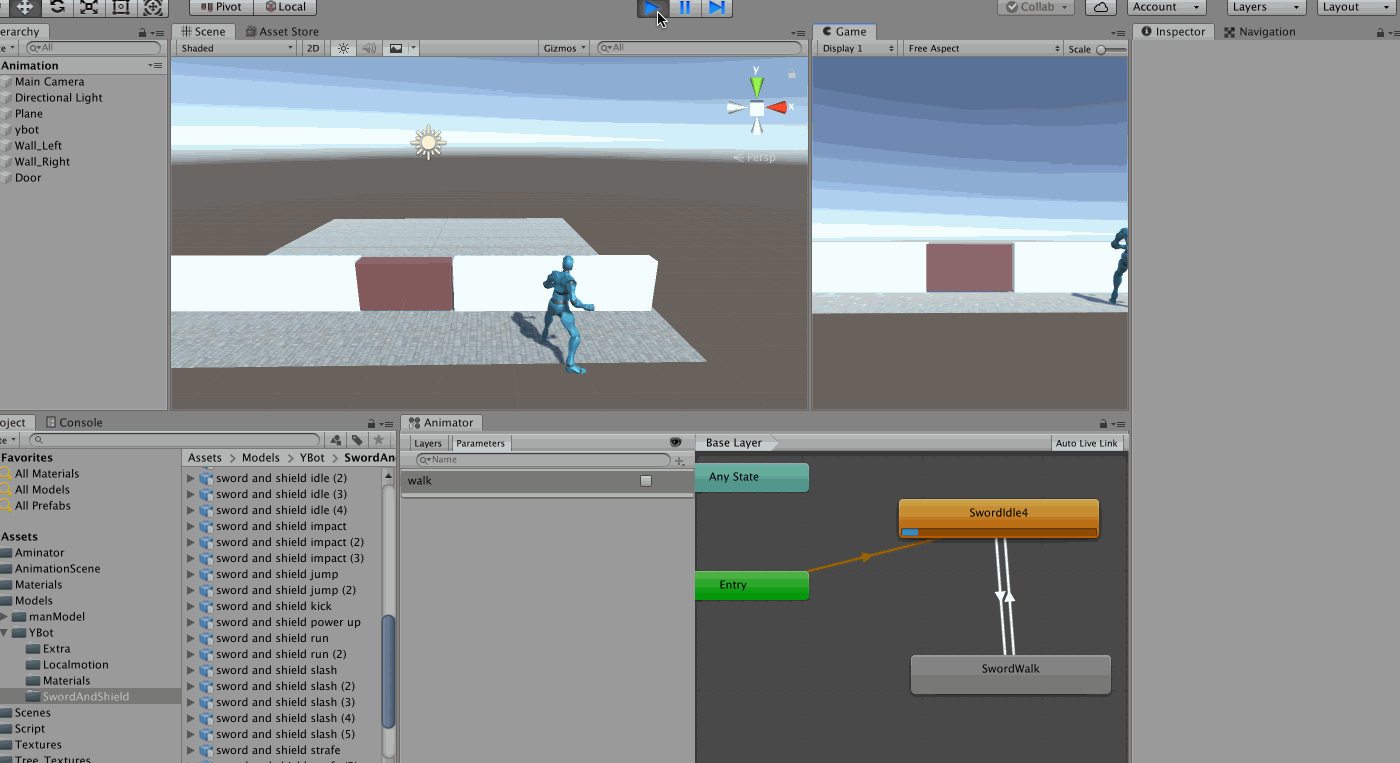 Pivot
Local
Collab
Account
Layers
Layout
erarchy
Scene
Asset Store
Game
Inspector
Navigation
All
Shaded
2D
Gizmos
All
Display 1
Free Aspect
Scale
Animation
Main Camera
Directional Light
Plane
ybot
Wall_Left
Wall_Right
Door
y
x
Persp
oject
Console
Animator
Favorites
All Materials
All Models
All Prefabs
Assets
Aminator
AnimationScene
Materials
Models
manModel
YBot
Extra
Localmotion
Materials
SwordAndShield
Scenes
Script
Textures
Tree_Textures
Assets > Models > YBot > SwordAn
sword and shield idle (2)
sword and shield idle (3)
sword and shield idle (4)
sword and shield impact
sword and shield impact (2)
sword and shield impact (3)
sword and shield jump
sword and shield jump (2)
sword and shield kick
sword and shield power up
sword and shield run
sword and shield run (2)
sword and shield slash
sword and shield slash (2)
sword and shield slash (3)
sword and shield slash (4)
sword and shield slash (5)
sword and shield strafe
Layers
Parameters
Base Layer
Auto Live Link
Name
walk
Any State
SwordIdle4
Entry
SwordWalk